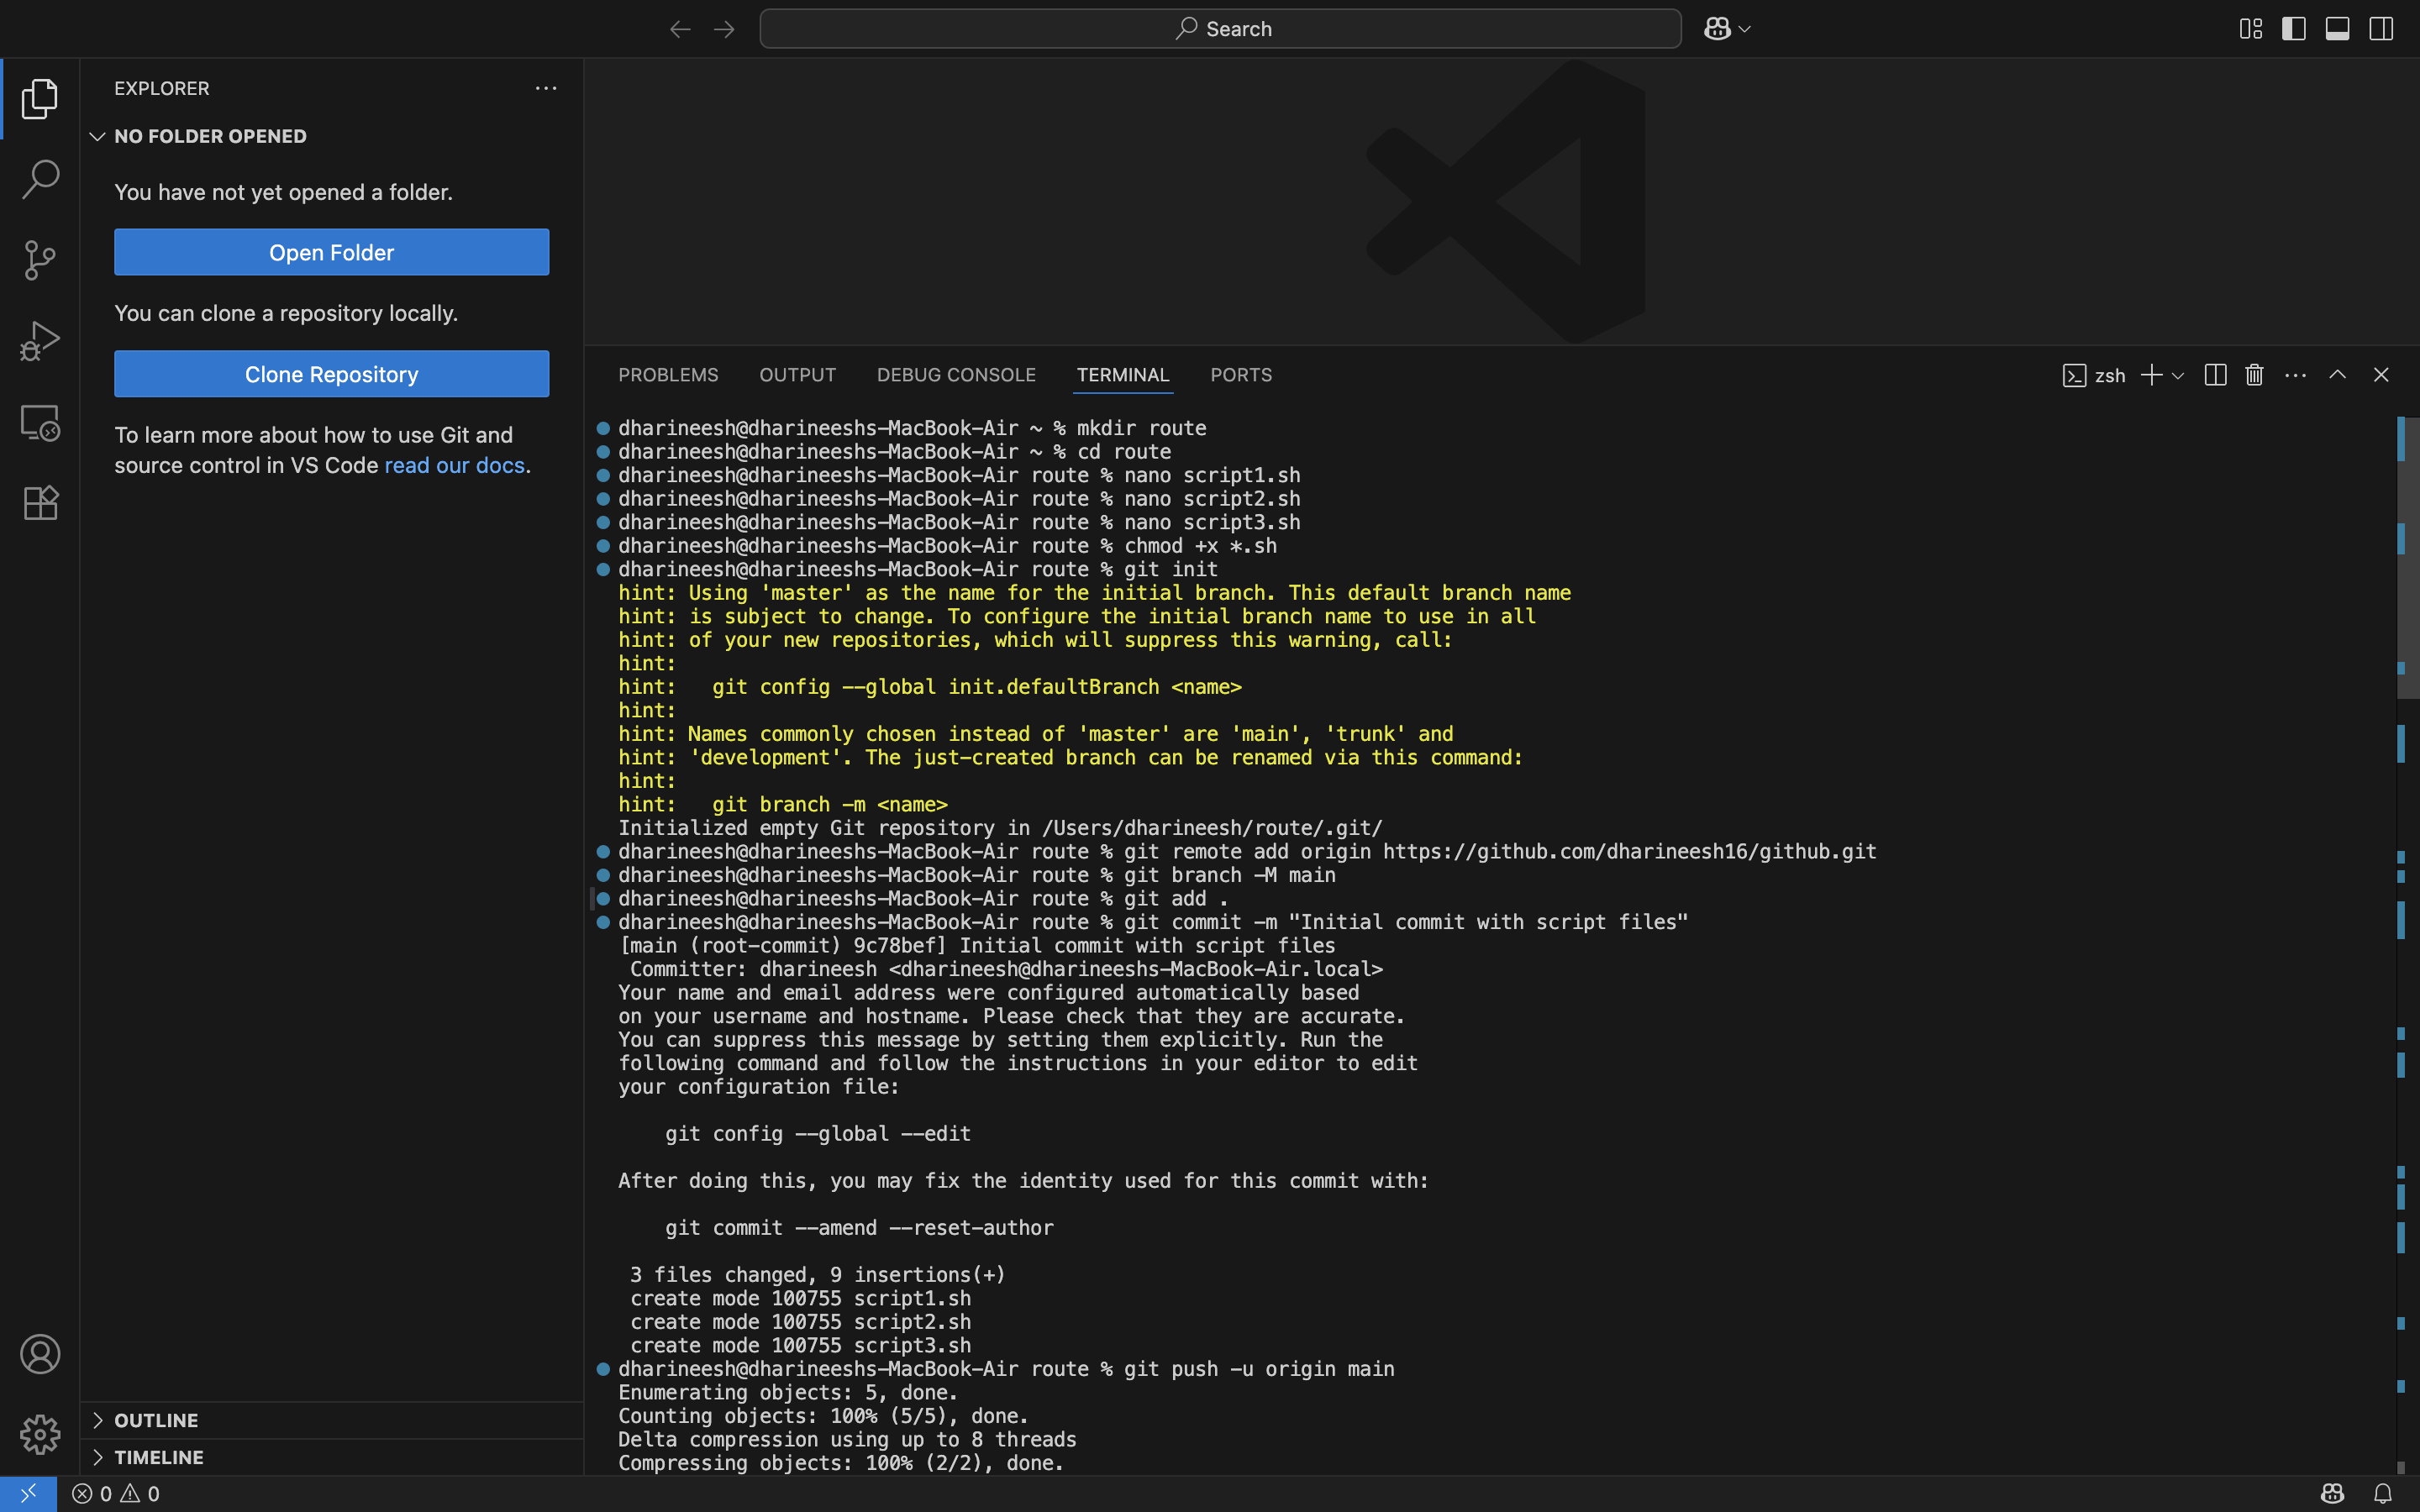 Search
EXPLORER
NO FOLDER OPENED
You have not yet opened a folder.
Open Folder
You can clone a repository locally.
Clone Repository
To learn more about how to use Git and
source control in VS Code read our docs.
OUTLINE
TIMELINE
PROBLEMS OUTPUT DEBUG CONSOLE TERMINAL PORTS
zsh
dharineesh@dharineeshs-MacBook-Air ~ % mkdir route
dharineesh@dharineeshs-MacBook-Air ~ % cd route
dharineesh@dharineeshs-MacBook-Air route % nano script1.sh
dharineesh@dharineeshs-MacBook-Air route % nano script2.sh
dharineesh@dharineeshs-MacBook-Air route % nano script3.sh
dharineesh@dharineeshs-MacBook-Air route % chmod +x *.sh
dharineesh@dharineeshs-MacBook-Air route % git init
hint: Using 'master' as the name for the initial branch. This default branch name
hint: is subject to change. To configure the initial branch name to use in all
hint: of your new repositories, which will suppress this warning, call:
hint:
hint:   git config --global init.defaultBranch <name>
hint:
hint: Names commonly chosen instead of 'master' are 'main', 'trunk' and
hint: 'development'. The just-created branch can be renamed via this command:
hint:
hint:   git branch -m <name>
Initialized empty Git repository in /Users/dharineesh/route/.git/
dharineesh@dharineeshs-MacBook-Air route % git remote add origin https://github.com/dharineesh16/github.git
dharineesh@dharineeshs-MacBook-Air route % git branch -M main
dharineesh@dharineeshs-MacBook-Air route % git add .
dharineesh@dharineeshs-MacBook-Air route % git commit -m "Initial commit with script files"
[main (root-commit) 9c78bef] Initial commit with script files
 Committer: dharineesh <dharineesh@dharineeshs-MacBook-Air.local>
Your name and email address were configured automatically based
on your username and hostname. Please check that they are accurate.
You can suppress this message by setting them explicitly. Run the
following command and follow the instructions in your editor to edit
your configuration file:
    git config --global --edit
After doing this, you may fix the identity used for this commit with:
    git commit --amend --reset-author
 3 files changed, 9 insertions(+)
 create mode 100755 script1.sh
 create mode 100755 script2.sh
 create mode 100755 script3.sh
dharineesh@dharineeshs-MacBook-Air route % git push -u origin main
Enumerating objects: 5, done.
Counting objects: 100% (5/5), done.
Delta compression using up to 8 threads
Compressing objects: 100% (2/2), done.
0 0